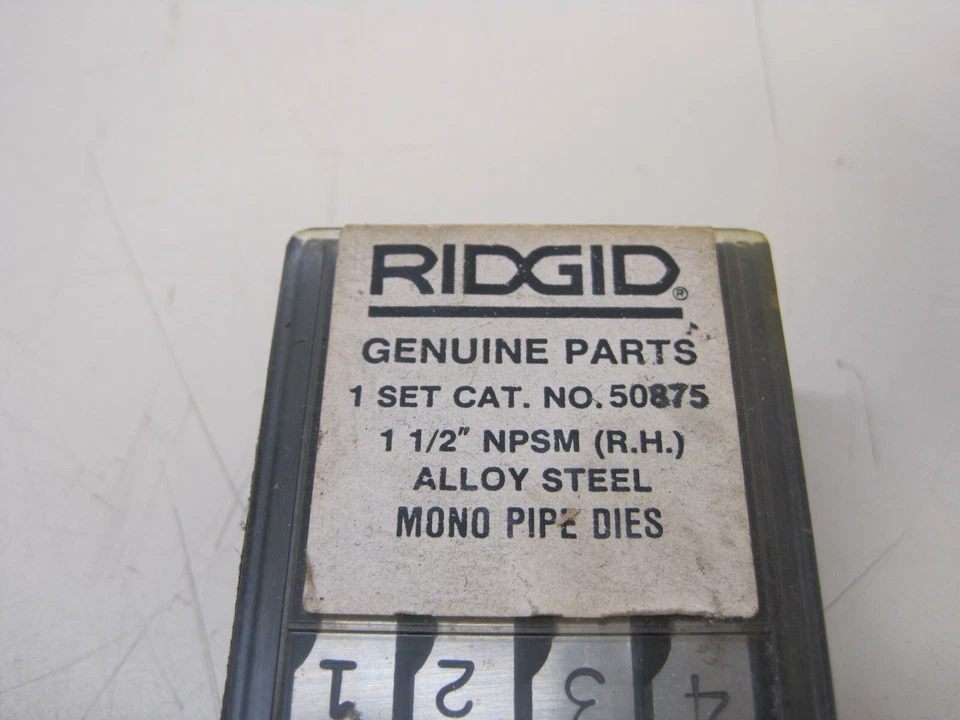 RIDGID®
GENUINE PARTS
1 SET CAT. NO. 50875
1 1/2" NPSM (R.H.)
ALLOY STEEL
MONO PIPE DIES
1 2 3 4